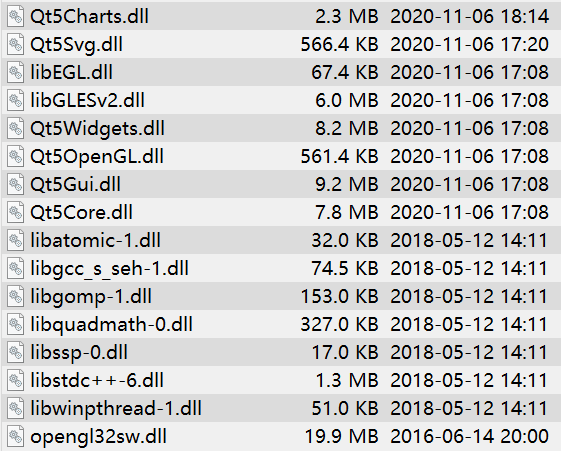 Qt5Charts.dll 2.3 MB 2020-11-06 18:14
Qt5Svg.dll 566.4 KB 2020-11-06 17:20
libEGL.dll 67.4 KB 2020-11-06 17:08
libGLESv2.dll 6.0 MB 2020-11-06 17:08
Qt5Widgets.dll 8.2 MB 2020-11-06 17:08
Qt5OpenGL.dll 561.4 KB 2020-11-06 17:08
Qt5Gui.dll 9.2 MB 2020-11-06 17:08
Qt5Core.dll 7.8 MB 2020-11-06 17:08
libatomic-1.dll 32.0 KB 2018-05-12 14:11
libgcc_s_seh-1.dll 74.5 KB 2018-05-12 14:11
libgomp-1.dll 153.0 KB 2018-05-12 14:11
libquadmath-0.dll 327.0 KB 2018-05-12 14:11
libssp-0.dll 17.0 KB 2018-05-12 14:11
libstdc++-6.dll 1.3 MB 2018-05-12 14:11
libwinpthread-1.dll 51.0 KB 2018-05-12 14:11
opengl32sw.dll 19.9 MB 2016-06-14 20:00